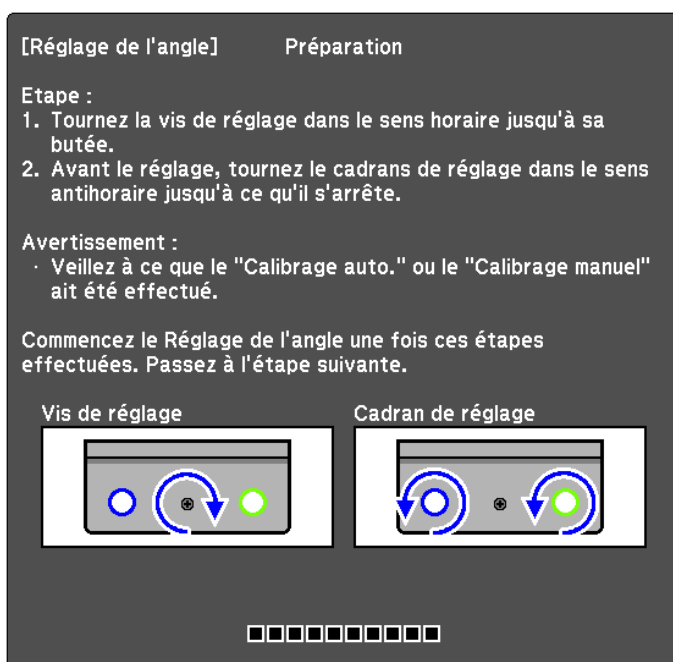 [Réglage de l'angle] Préparation
Etape :
1. Tournez la vis de réglage dans le sens horaire jusqu'à sa
butée.
2. Avant le réglage, tournez le cadrans de réglage dans le sens
antihoraire jusqu'à ce qu'il s'arrête.
Avertissement :
· Veillez à ce que le "Calibrage auto." ou le "Calibrage manuel"
ait été effectué.
Commencez le Réglage de l'angle une fois ces étapes
effectuées. Passez à l'étape suivante.
Vis de réglage
Cadran de réglage